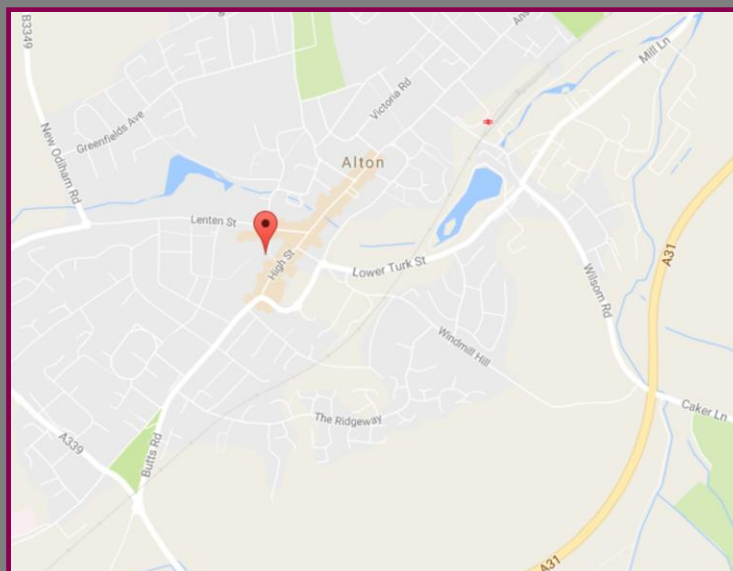 B3349
Mill Ln
Victoria Rd
Greenfields Ave
New Odiham Rd
Alton
Lenten St
High St
A31
Lower Turk St
Wilsom Rd
Windmill Hill
Caker Ln
The Ridgeway
A339
Butts Rd
A31